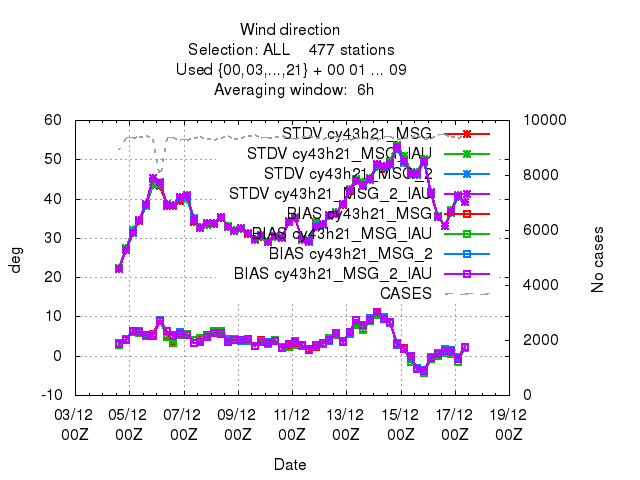 Wind direction
Selection: ALL    477 stations
Used {00,03,...,21} + 00 01 ... 09
Averaging window:  6h
60
50
40
30
20
10
0
-10
deg
10000
8000
6000
4000
2000
0
No cases
STDV cy43h21_MSG
STDV cy43h21_MSG_IAU
STDV cy43h21_MSG_2
STDV cy43h21_MSG_2_IAU
BIAS cy43h21_MSG
BIAS cy43h21_MSG_IAU
BIAS cy43h21_MSG_2
BIAS cy43h21_MSG_2_IAU
CASES
03/12 05/12 07/12 09/12 11/12 13/12 15/12 17/12 19/12
00Z 00Z 00Z 00Z 00Z 00Z 00Z 00Z 00Z
Date